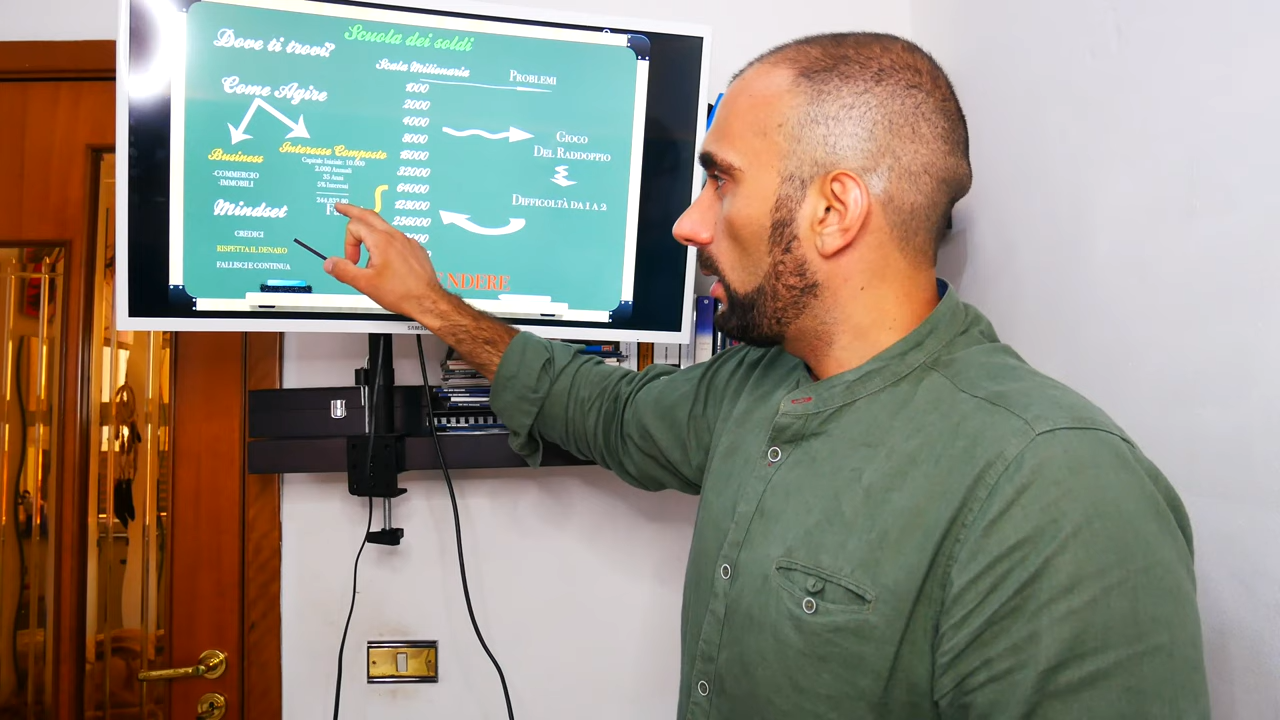 Scuola dei soldi
Dove ti trovi?
Come Agire
Business
-COMMERCIO
-IMMOBILI
Interesse Composto
Capitale Iniziale: 10.000
3.000 Annuali
35 Anni
5% Interessi
Mindset
CREDICI
RISPETTA IL DENARO
FALLISCI E CONTINUA
Scala Milionaria
1000
2000
4000
8000
16000
32000
64000
128000
256000
PROBLEMI
GIOCO
DEL RADDOPPIO
DIFFICOLTÀ DA 1 A 2
NDERE